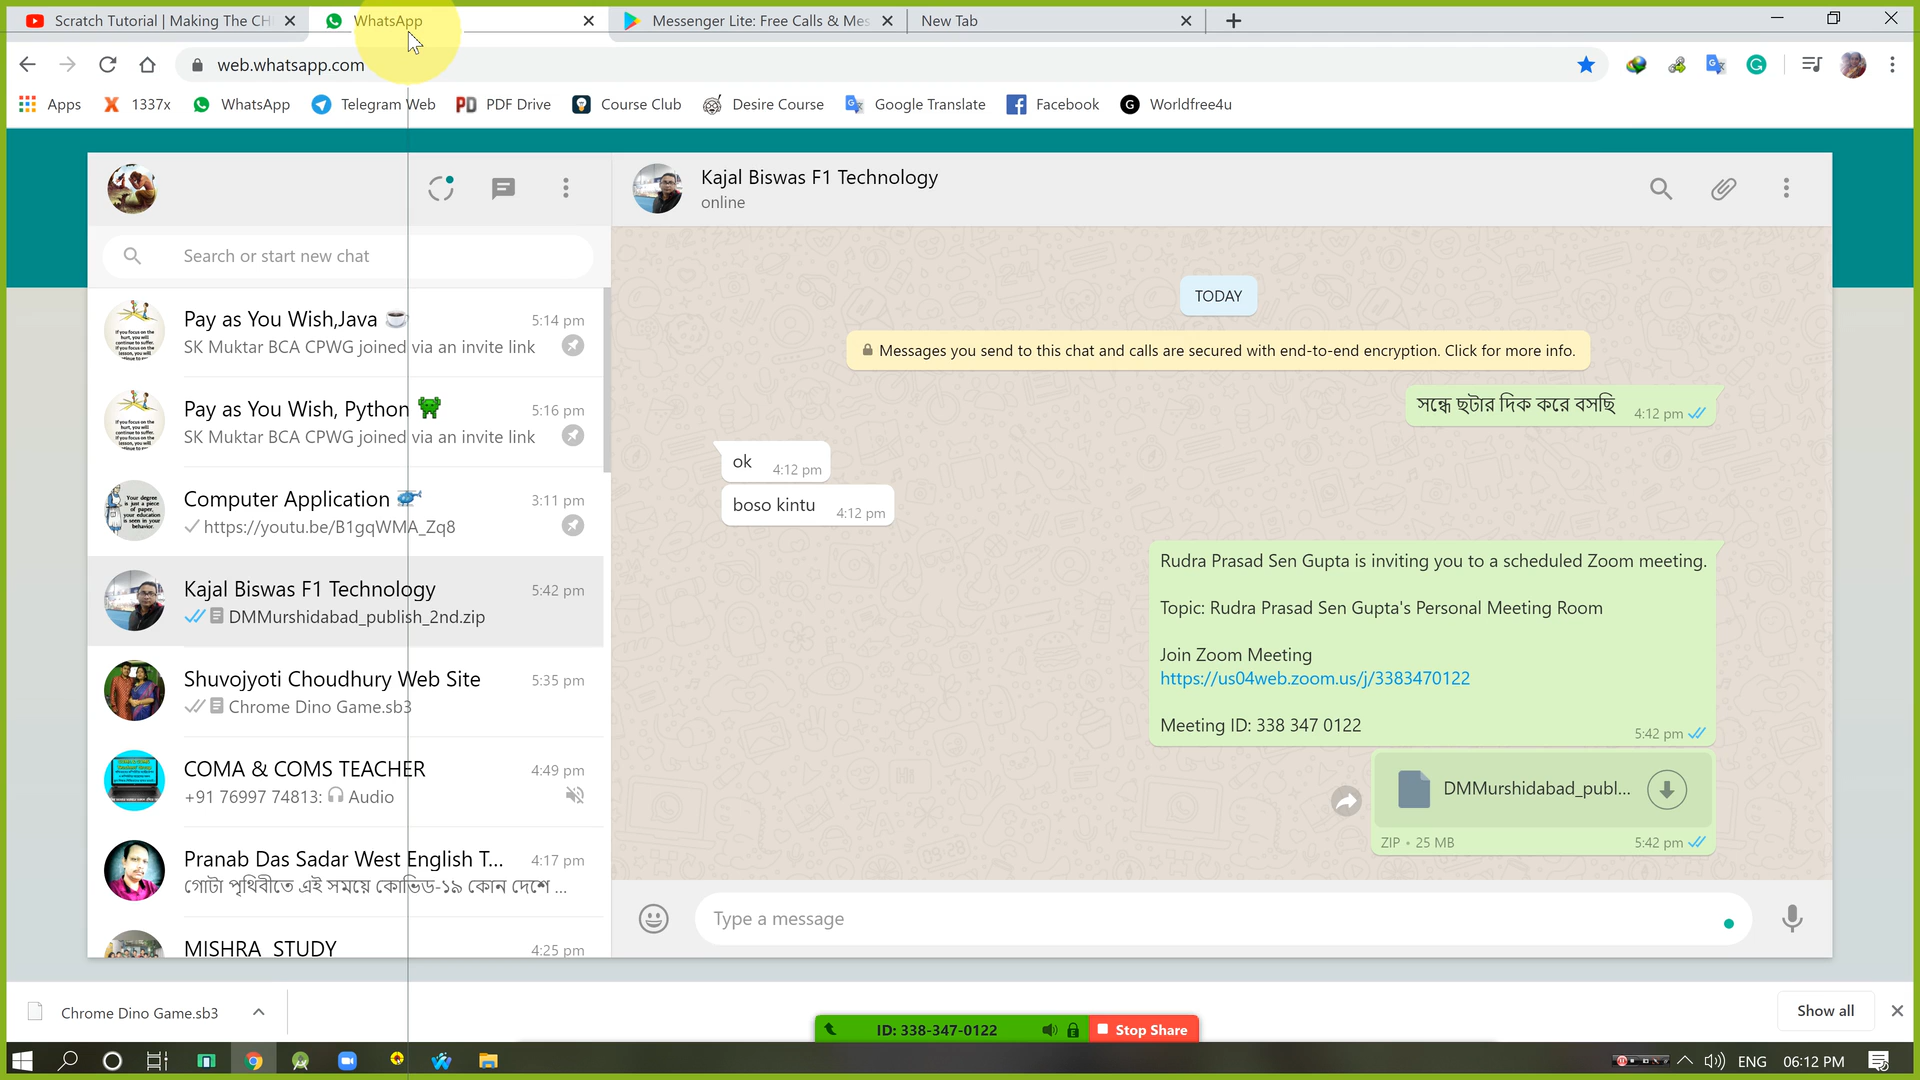 Scratch Tutorial | Making The CH
WhatsApp
Messenger Lite: Free Calls & Mes
New Tab
web.whatsapp.com
Apps
1337x
WhatsApp
Telegram Web
PDF Drive
Course Club
Desire Course
Google Translate
Facebook
Worldfree4u
Search or start new chat
Pay as You Wish,Java
5:14 pm
SK Muktar BCA CPWG joined via an invite link
Pay as You Wish, Python
5:16 pm
SK Muktar BCA CPWG joined via an invite link
Computer Application
3:11 pm
https://youtu.be/B1gqWMA_Zq8
Kajal Biswas F1 Technology
5:42 pm
DMMurshidabad_publish_2nd.zip
Shuvojyoti Choudhury Web Site
5:35 pm
Chrome Dino Game.sb3
COMA & COMS TEACHER
4:49 pm
+91 76997 74813: Audio
Pranab Das Sadar West English T...
4:17 pm
গোটা পৃথিবীতে এই সময়ে কোভিড-১৯ কোন দেশে ...
MISHRA STUDY
4:25 pm
Kajal Biswas F1 Technology
online
TODAY
Messages you send to this chat and calls are secured with end-to-end encryption. Click for more info.
সন্ধে ছটার দিক করে বসছি
4:12 pm
ok
4:12 pm
boso kintu
4:12 pm
Rudra Prasad Sen Gupta is inviting you to a scheduled Zoom meeting.
Topic: Rudra Prasad Sen Gupta's Personal Meeting Room
Join Zoom Meeting
https://us04web.zoom.us/j/3383470122
Meeting ID: 338 347 0122
5:42 pm
DMMurshidabad_publ...
ZIP • 25 MB
5:42 pm
Type a message
Chrome Dino Game.sb3
Show all
ID: 338-347-0122
Stop Share
ENG
06:12 PM